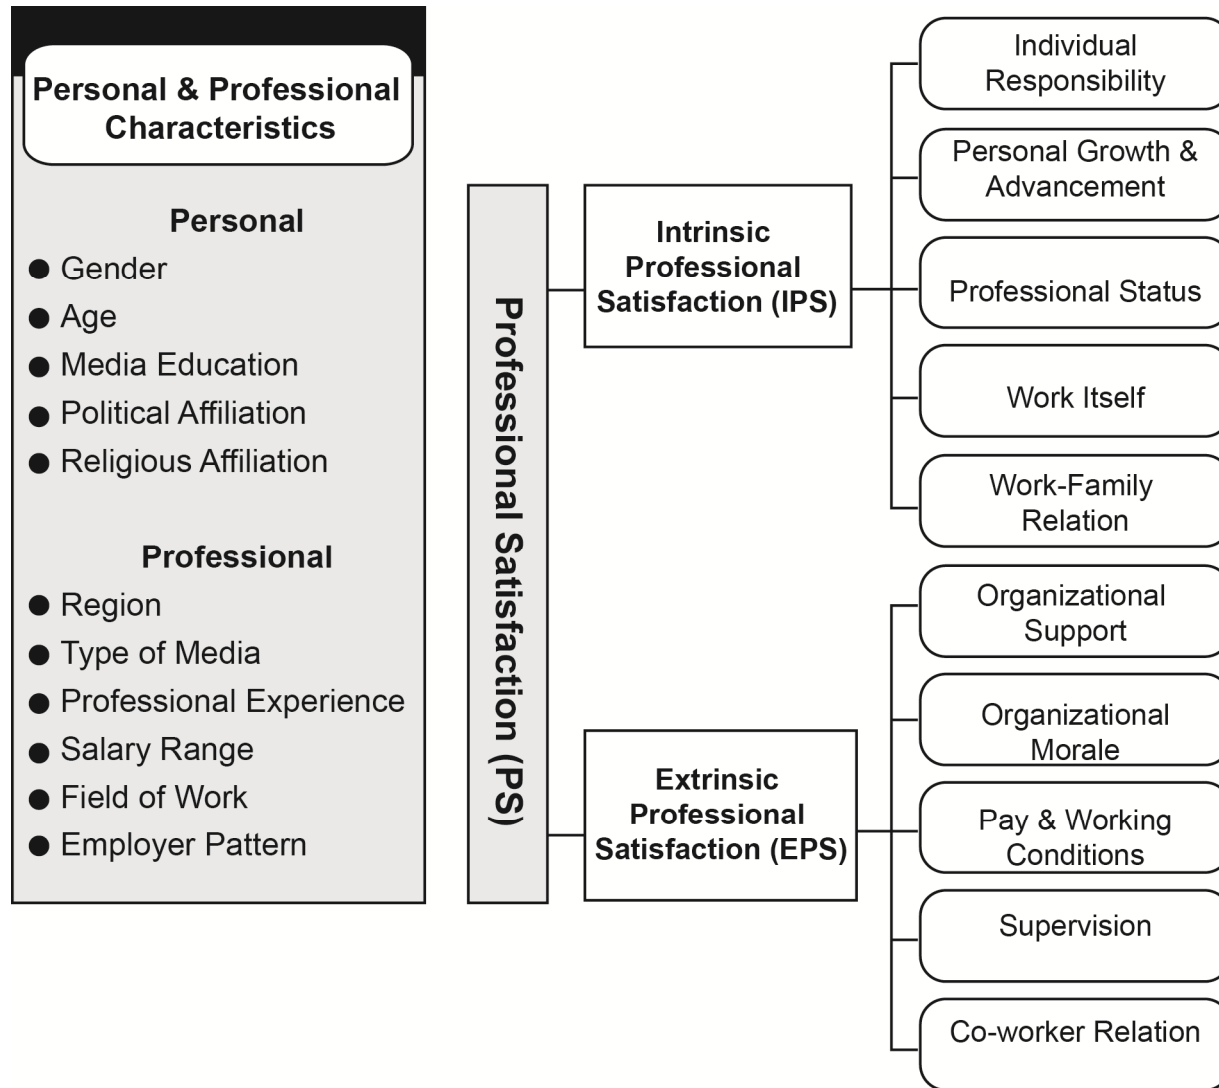 Personal & Professional
Characteristics
Personal
● Gender
● Age
● Media Education
● Political Affiliation
● Religious Affiliation
Professional
● Region
● Type of Media
● Professional Experience
● Salary Range
● Field of Work
● Employer Pattern
Professional Satisfaction (PS)
Intrinsic
Professional
Satisfaction (IPS)
Individual
Responsibility
Personal Growth &
Advancement
Professional Status
Work Itself
Work-Family
Relation
Extrinsic
Professional
Satisfaction (EPS)
Organizational
Support
Organizational
Morale
Pay & Working
Conditions
Supervision
Co-worker Relation